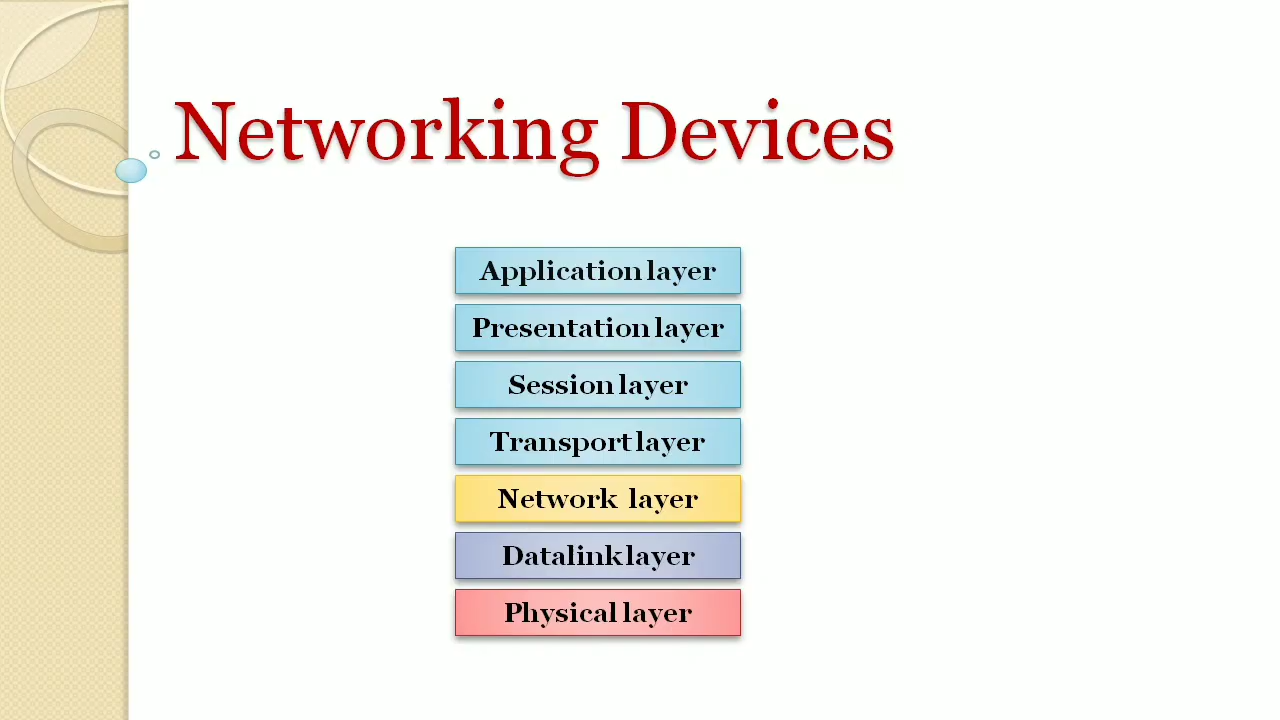 Networking Devices
Application layer
Presentation layer
Session layer
Transport layer
Network layer
Datalink layer
Physical layer